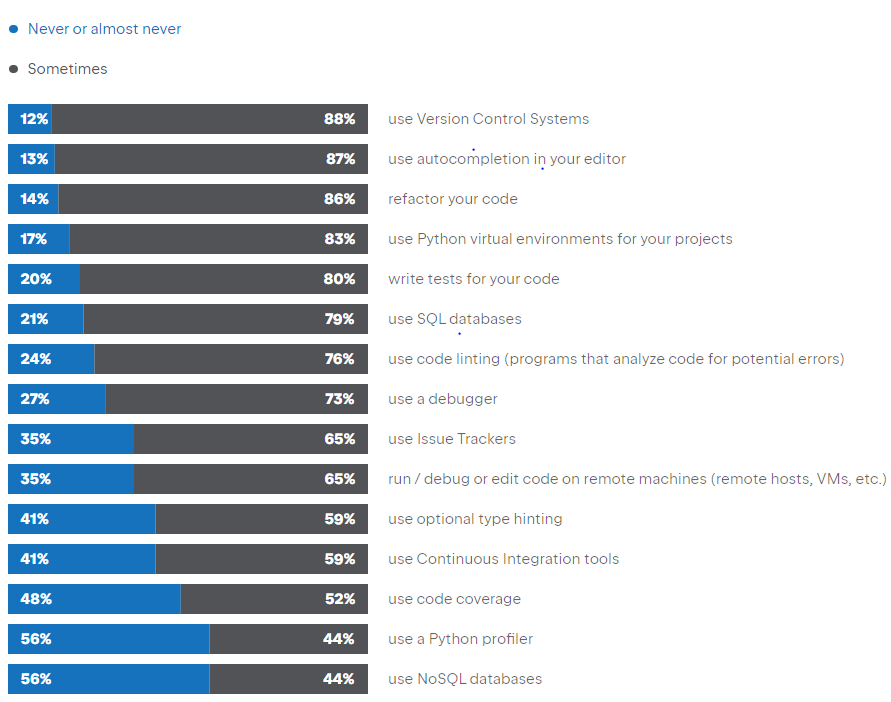 Never or almost never
Sometimes
12% 88% use Version Control Systems
13% 87% use autocompletion in your editor
14% 86% refactor your code
17% 83% use Python virtual environments for your projects
20% 80% write tests for your code
21% 79% use SQL databases
24% 76% use code linting (programs that analyze code for potential errors)
27% 73% use a debugger
35% 65% use Issue Trackers
35% 65% run / debug or edit code on remote machines (remote hosts, VMs, etc.)
41% 59% use optional type hinting
41% 59% use Continuous Integration tools
48% 52% use code coverage
56% 44% use a Python profiler
56% 44% use NoSQL databases